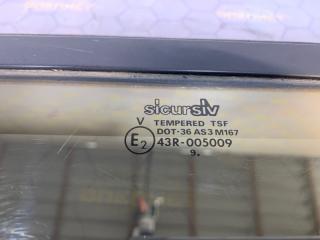 sicursiv
V TEMPERED TSF
DOT·36 AS3 M167
E2 43R-005009
9.